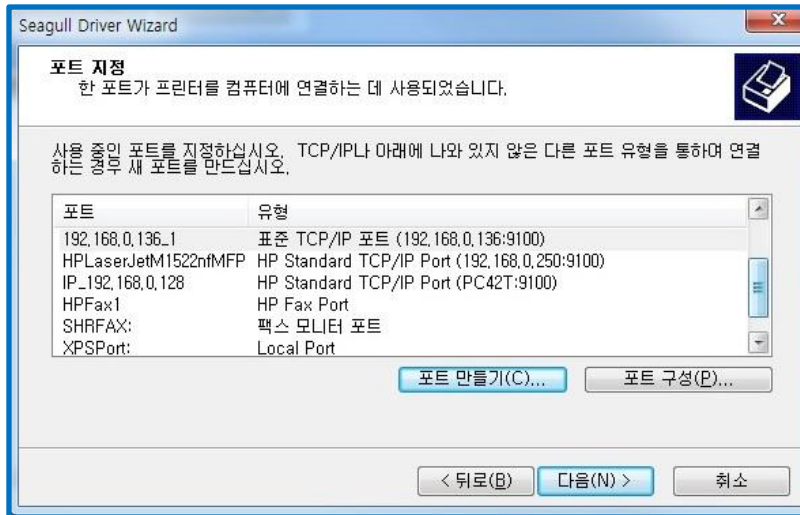 Seagull Driver Wizard
포트 지정
한 포트가 프린터를 컴퓨터에 연결하는 데 사용되었습니다.
사용 중인 포트를 지정하십시오. TCP/IP나 아래에 나와 있지 않은 다른 포트 유형을 통하여 연결
하는 경우 새 포트를 만드십시오.
포트 유형
192.168.0.136_1 표준 TCP/IP 포트 (192.168.0.136:9100)
HPLaserJetM1522nfMFP HP Standard TCP/IP Port (192.168.0.250:9100)
IP_192.168.0.128 HP Standard TCP/IP Port (PC42T:9100)
HPFax1 HP Fax Port
SHRFAX: 팩스 모니터 포트
XPSPort: Local Port
포트 만들기(C)... 포트 구성(P)...
< 뒤로(B) 다음(N) > 취소